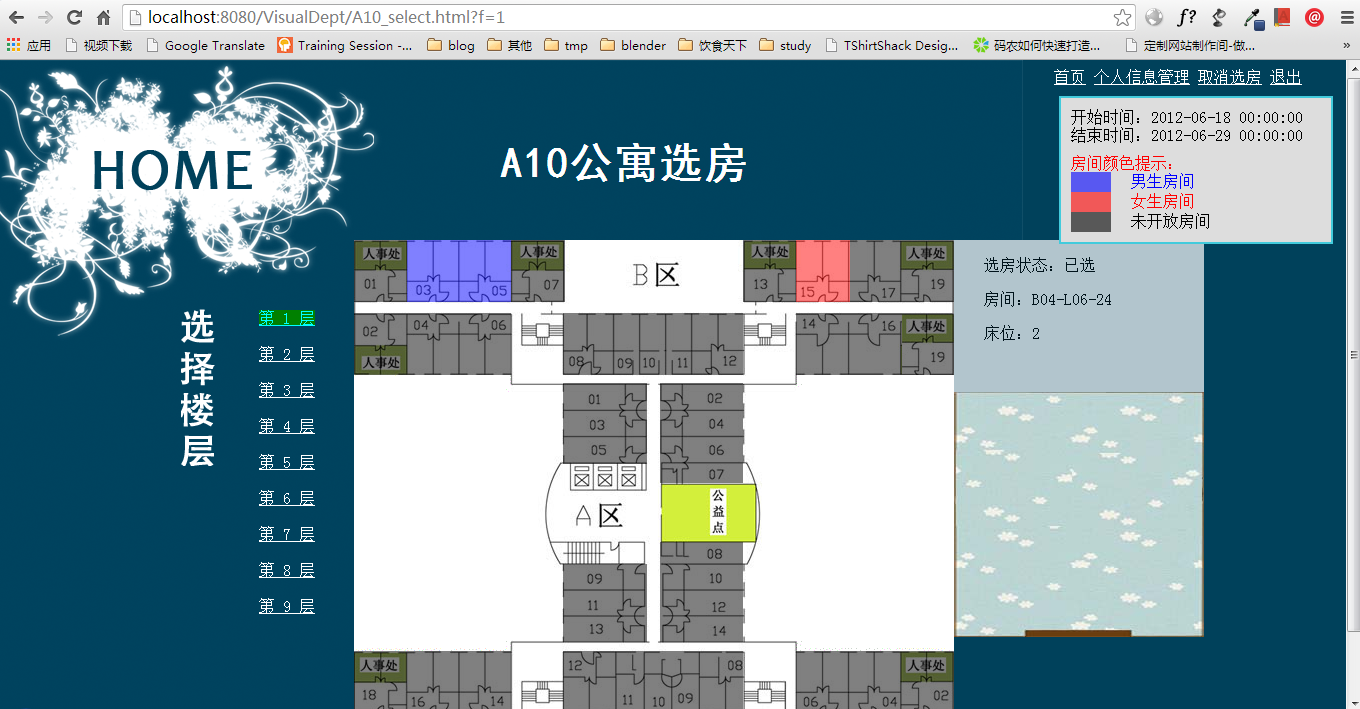 localhost:8080/VisualDept/A10_select.html?f=1
f?
应用 视频下载 Google Translate Training Session -... blog 其他 tmp blender 饮食天下 study TShirtShack Desig... 码农如何快速打造... 定制网站制作间-做... »
首页 个人信息管理 取消选房 退出
开始时间: 2012-06-18 00:00:00
结束时间: 2012-06-29 00:00:00
房间颜色提示:
男生房间
女生房间
未开放房间
HOME
A10公寓选房
选择楼层
第 1 层
第 2 层
第 3 层
第 4 层
第 5 层
第 6 层
第 7 层
第 8 层
第 9 层
人事处 人事处 B区 人事处 人事处
01 03 05 07 13 15 17 19
02 04 06 14 16 人事处
人事处 08 09 10 11 12 19
01 02
03 04
05 06
07
A区 公益点
08
09 10
11 12
13 14
人事处 12 08 人事处
18 16 14 11 10 09 06 04 02
选房状态: 已选
房间: B04-L06-24
床位: 2